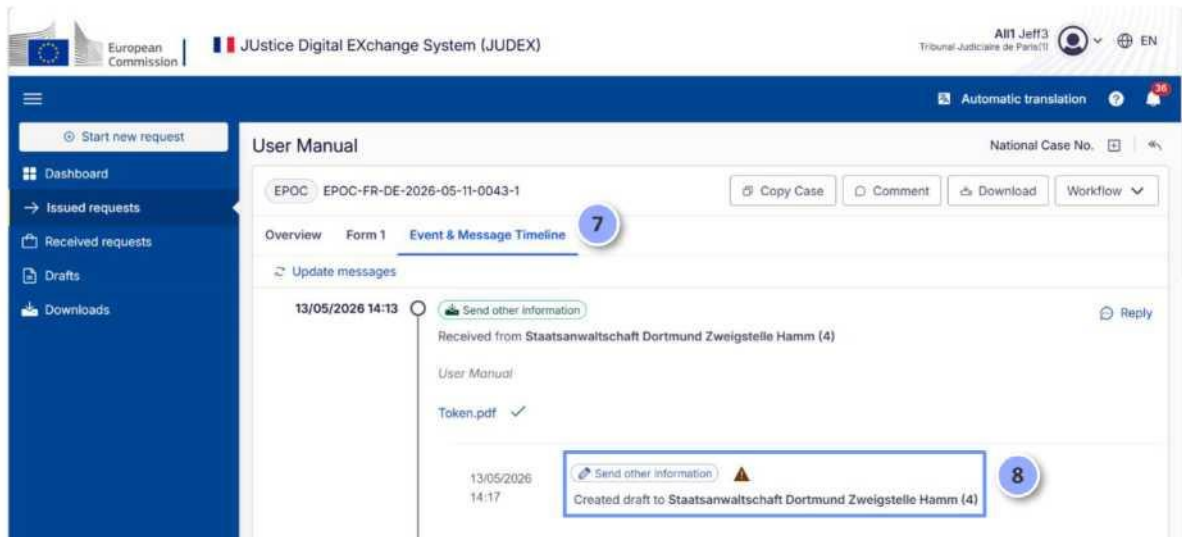 European
Commission
JUstice Digital EXchange System (JUDEX)
All1 Jeff3
Tribunal Judiciaire de Paris(1)
EN
Automatic translation
36
Start new request
Dashboard
Issued requests
Received requests
Drafts
Downloads
User Manual
National Case No.
EPOC EPOC-FR-DE-2026-05-11-0043-1
Copy Case
Comment
Download
Workflow
Overview Form 1 Event & Message Timeline
7
Update messages
13/05/2026 14:13 Send other information
Reply
Received from Staatsanwaltschaft Dortmund Zweigstelle Hamm (4)
User Manual
Token.pdf
13/05/2026
14:17
Send other information
Created draft to Staatsanwaltschaft Dortmund Zweigstelle Hamm (4)
8